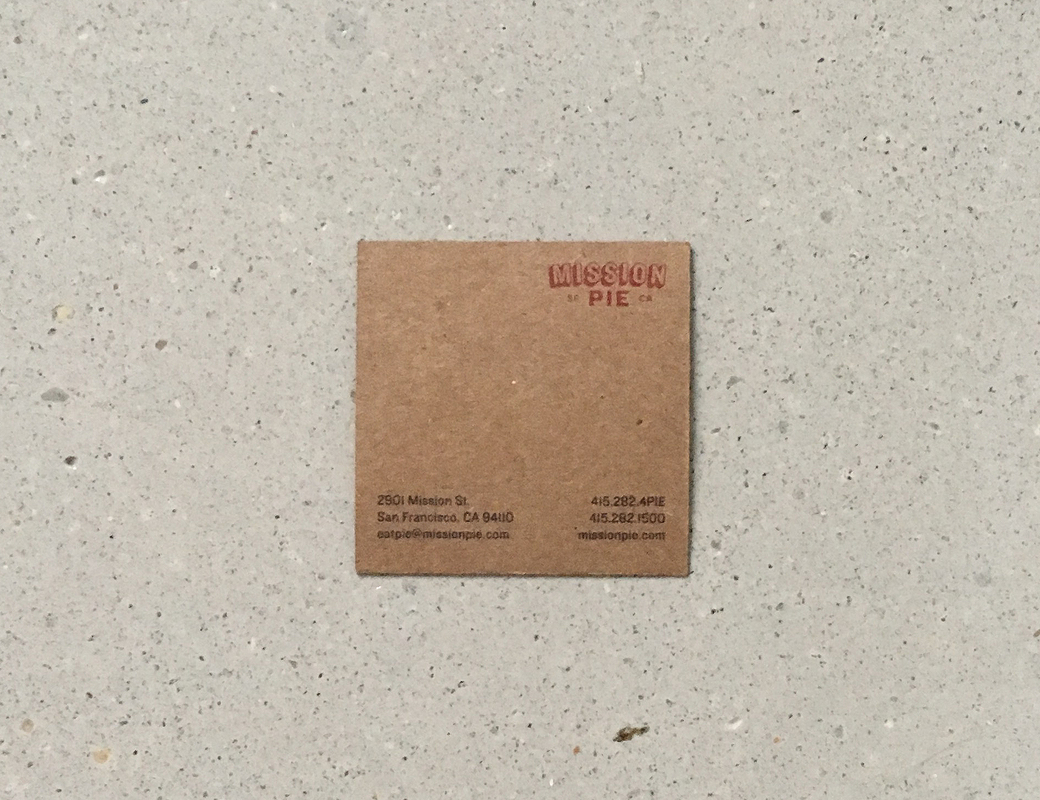 MISSION
SF PIE CA
2901 Mission St.
San Francisco, CA 94110
eatpie@missionpie.com
415.282.4PIE
415.282.1500
missionpie.com